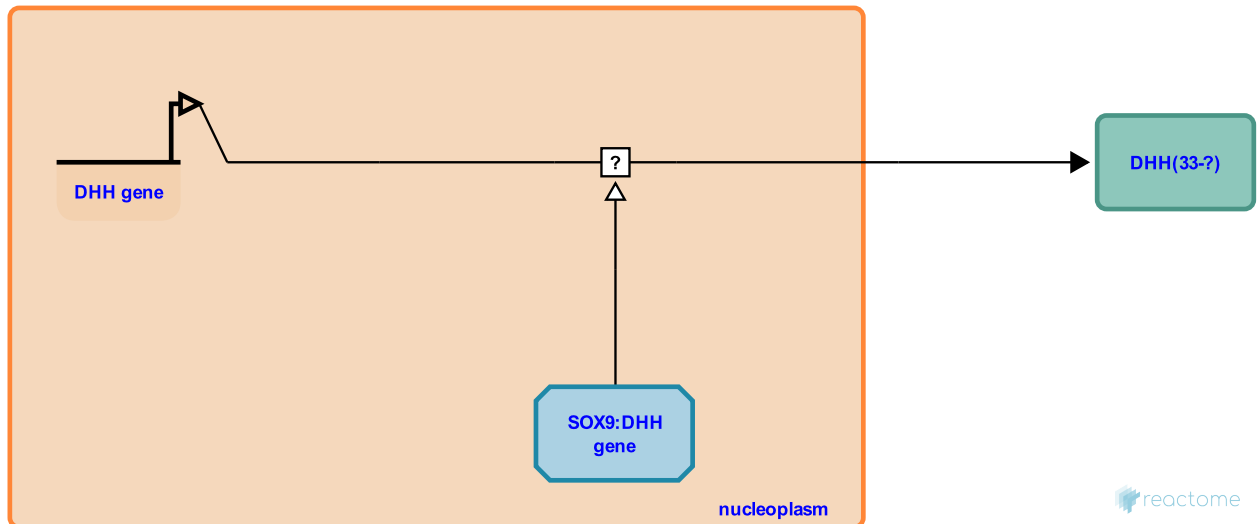 ?
DHH(33-?)
DHH gene
SOX9:DHH
gene
nucleoplasm
reactome